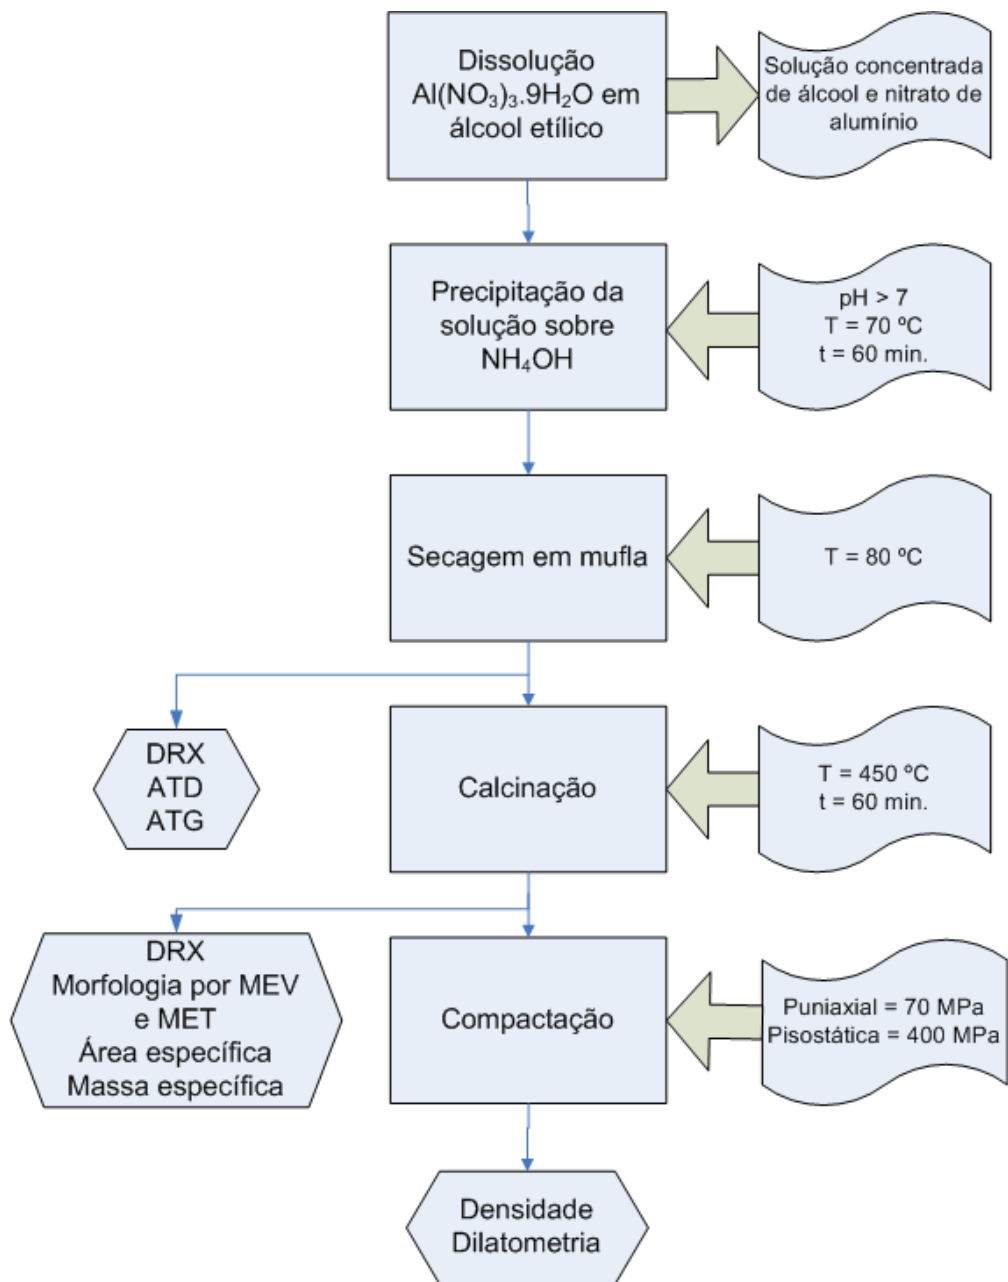 Dissolução
Al(NO₃)₃.9H₂O em
álcool etílico
Solução concentrada
de álcool e nitrato de
alumínio
Precipitação da
solução sobre
NH₄OH
pH > 7
T = 70 ºC
t = 60 min.
Secagem em mufla
T = 80 ºC
DRX
ATD
ATG
Calcinação
T = 450 ºC
t = 60 min.
DRX
Morfologia por MEV
e MET
Área específica
Massa específica
Compactação
Puniaxial = 70 MPa
Pisostática = 400 MPa
Densidade
Dilatometria